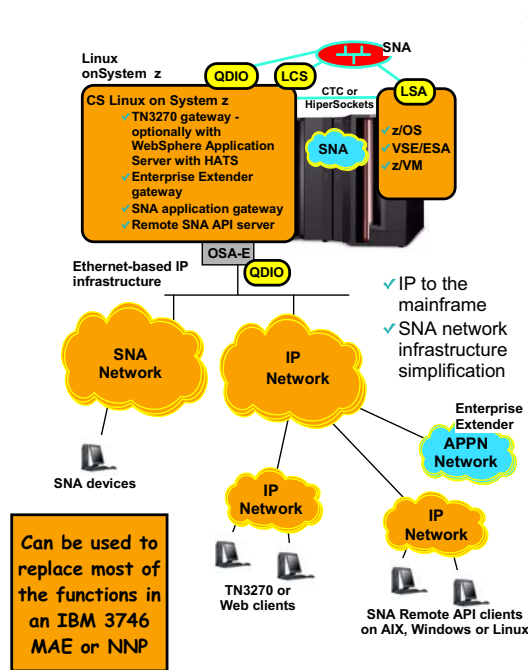 SNA
Linux
onSystem z
QDIO
LCS
CTC or
HiperSockets
LSA
CS Linux on System z
✓TN3270 gateway -
optionally with
WebSphere Application
Server with HATS
✓Enterprise Extender
gateway
✓SNA application gateway
✓Remote SNA API server
SNA
✓z/OS
✓VSE/ESA
✓z/VM
OSA-E
QDIO
Ethernet-based IP
infrastructure
✓IP to the
mainframe
✓SNA network
infrastructure
simplification
SNA
Network
IP
Network
Enterprise
Extender
APPN
Network
SNA devices
IP
Network
IP
Network
TN3270 or
Web clients
SNA Remote API clients
on AIX, Windows or Linux
Can be used to
replace most of
the functions in
an IBM 3746
MAE or NNP